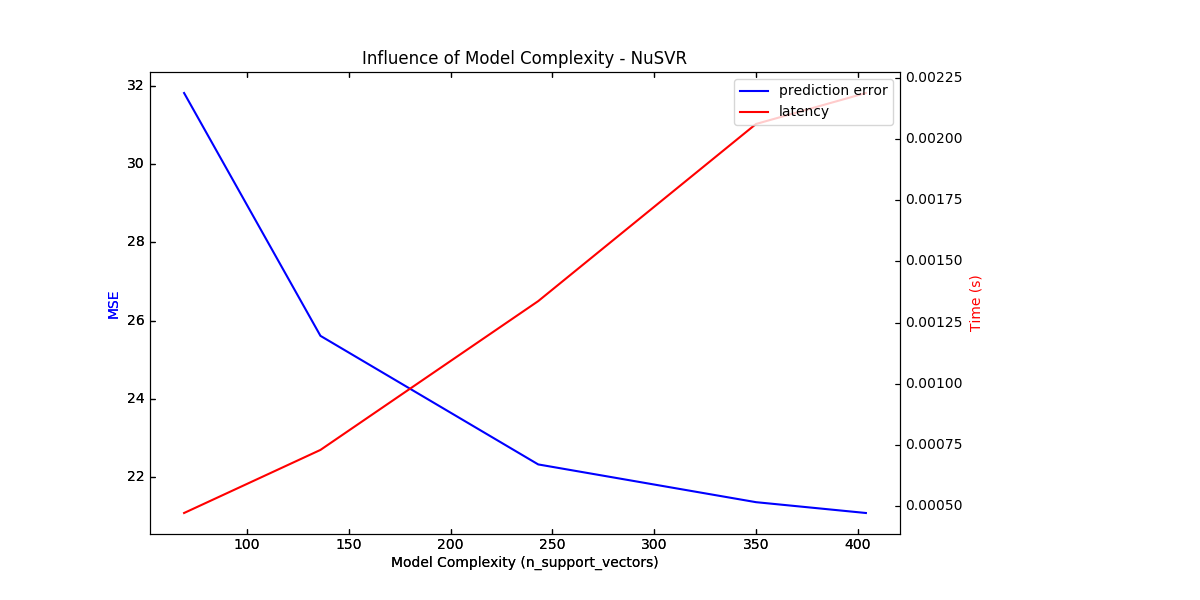 Influence of Model Complexity - NuSVR
prediction error
latency
32
30
28
26
24
22
MSE
0.00225
0.00200
0.00175
0.00150
0.00125
0.00100
0.00075
0.00050
Time (s)
100 150 200 250 300 350 400
Model Complexity (n_support_vectors)